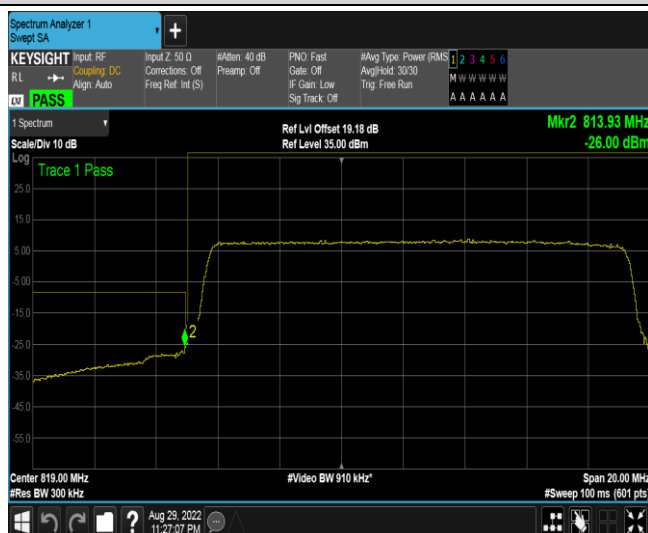 Spectrum Analyzer 1
Swept SA
+
KEYSIGHT
RL
LXI PASS
Input: RF
Coupling: DC
Align: Auto
Input Z: 50 Ω
Corrections: Off
Freq Ref: Int (S)
#Atten: 40 dB
Preamp: Off
PNO: Fast
Gate: Off
IF Gain: Low
Sig Track: Off
#Avg Type: Power (RMS
Avg|Hold: 30/30
Trig: Free Run
1 2 3 4 5 6
M W W W W W
A A A A A A
1 Spectrum
Scale/Div 10 dB
Ref Lvl Offset 19.18 dB
Ref Level 35.00 dBm
Mkr2 813.93 MHz
-26.00 dBm
Log
Trace 1 Pass
25.0
15.0
5.00
-5.00
-15.0
-25.0
-35.0
-45.0
-55.0
2
Center 819.00 MHz
#Res BW 300 kHz
#Video BW 910 kHz*
Span 20.00 MHz
#Sweep 100 ms (601 pts)
?
Aug 29, 2022
11:27:07 PM